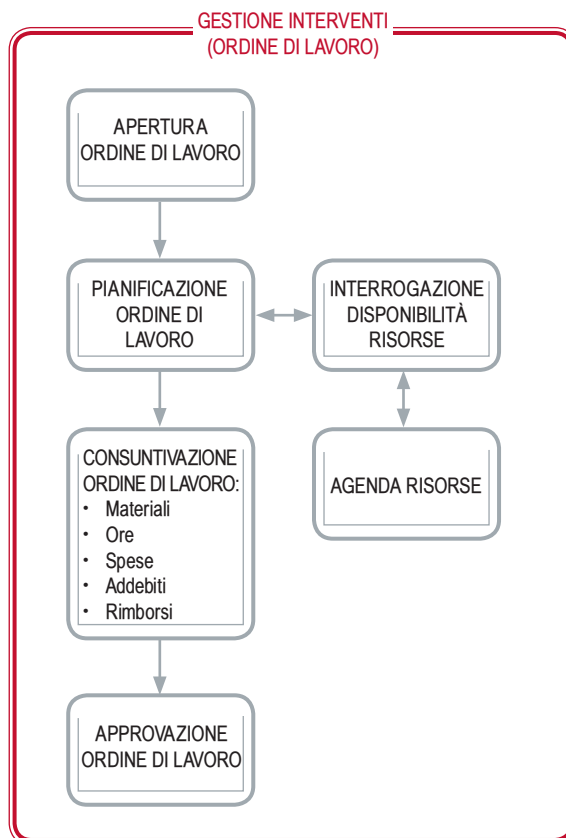 GESTIONE INTERVENTI
(ORDINE DI LAVORO)
APERTURA
ORDINE DI LAVORO
PIANIFICAZIONE
ORDINE DI
LAVORO
INTERROGAZIONE
DISPONIBILITÀ
RISORSE
CONSUNTIVAZIONE
ORDINE DI LAVORO:
• Materiali
• Ore
• Spese
• Addebiti
• Rimborsi
AGENDA RISORSE
APPROVAZIONE
ORDINE DI LAVORO